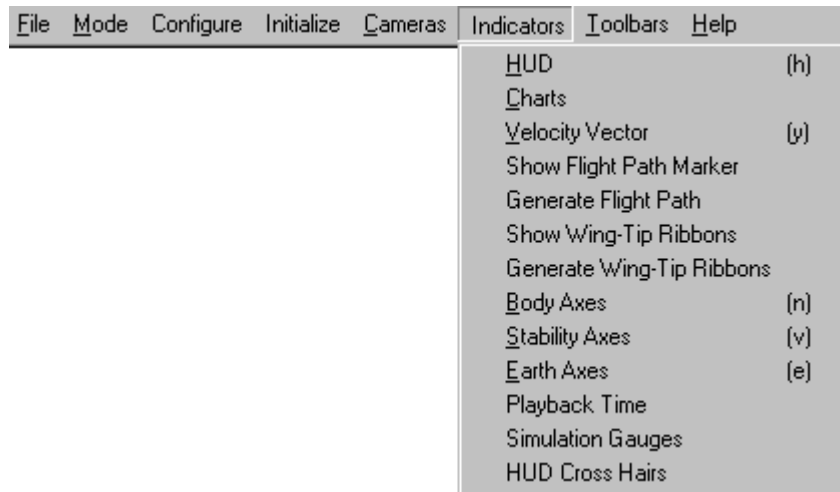 File Mode Configure Initialize Cameras Indicators Toolbars Help
HUD (h)
Charts
Velocity Vector (y)
Show Flight Path Marker
Generate Flight Path
Show Wing-Tip Ribbons
Generate Wing-Tip Ribbons
Body Axes (n)
Stability Axes (v)
Earth Axes (e)
Playback Time
Simulation Gauges
HUD Cross Hairs